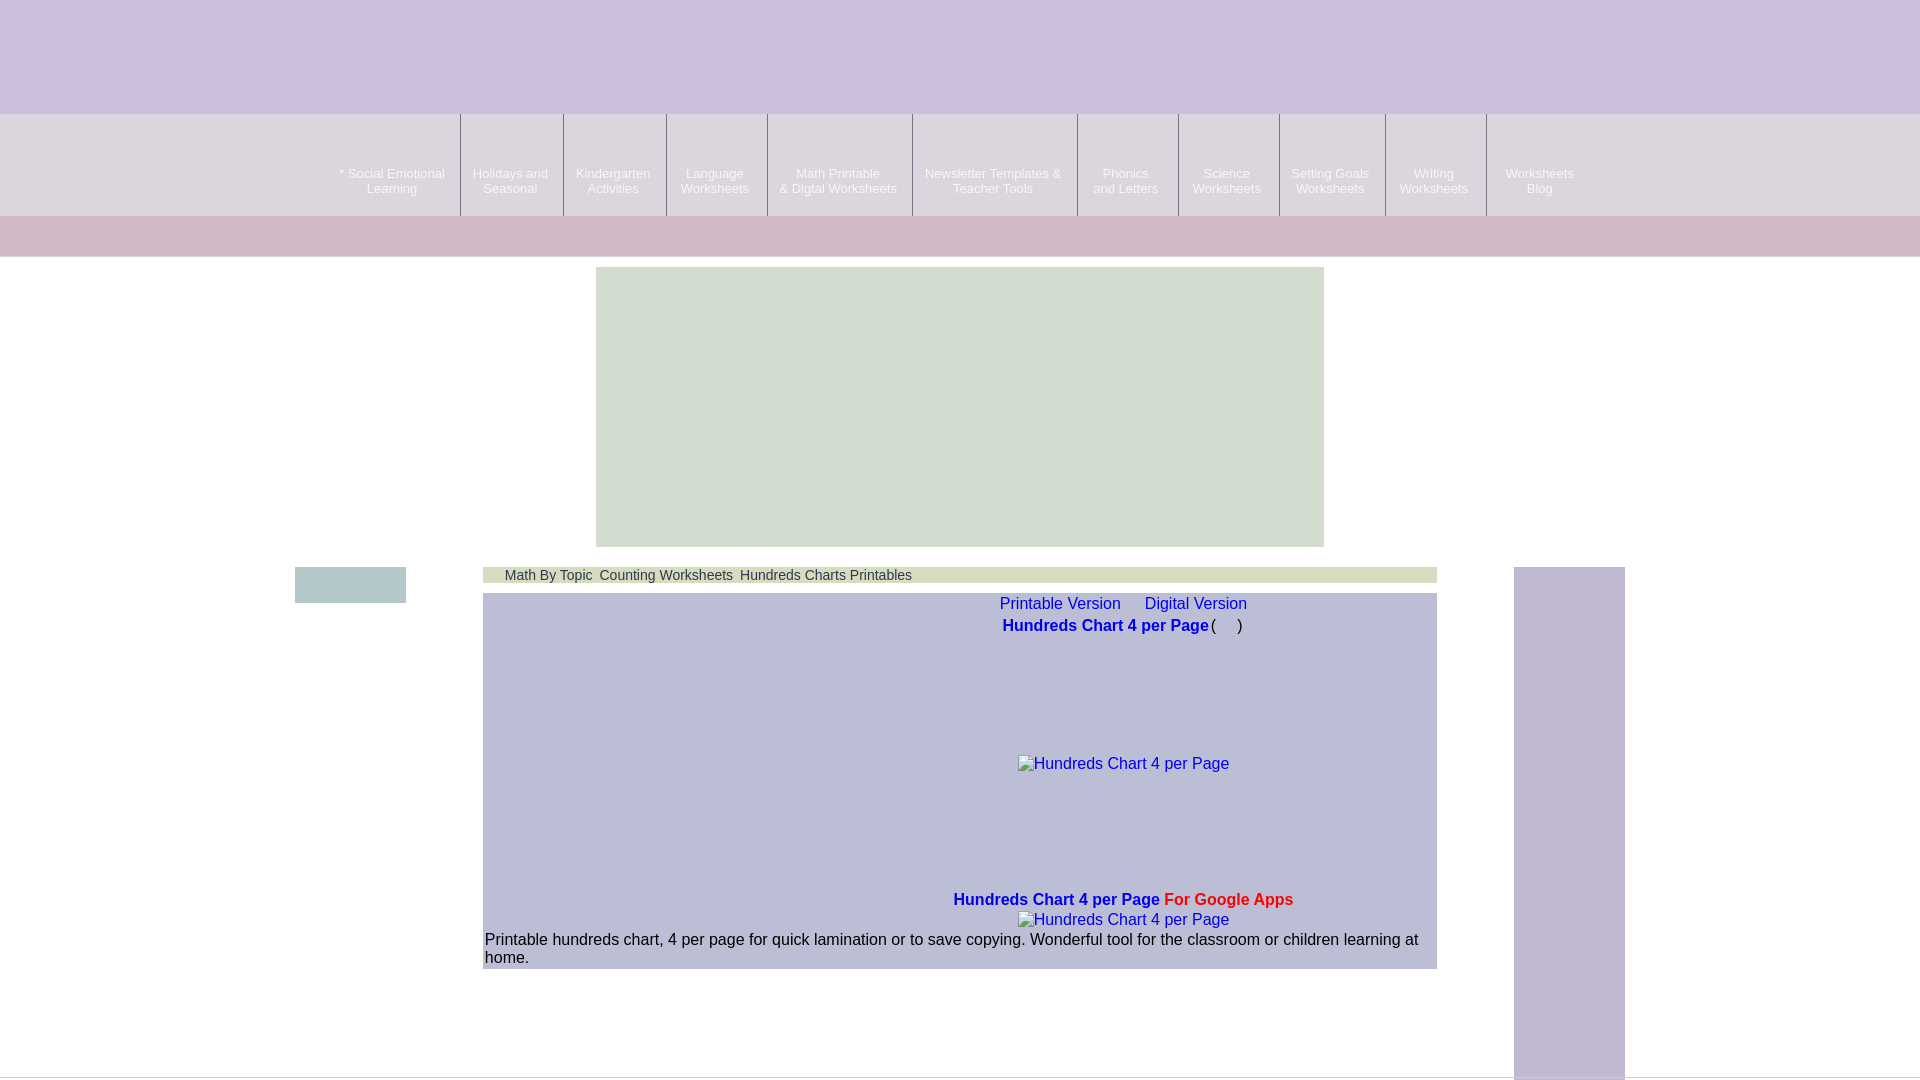 * Social Emotional
Learning
Holidays and
Seasonal
Kindergarten
Activities
Language
Worksheets
Math Printable
& Digtal Worksheets
Newsletter Templates &
Teacher Tools
Phonics
and Letters
Science
Worksheets
Setting Goals
Worksheets
Writing
Worksheets
Worksheets
Blog
Math By Topic Counting Worksheets Hundreds Charts Printables
Printable Version Digital Version
Hundreds Chart 4 per Page ( )
Hundreds Chart 4 per Page
Hundreds Chart 4 per Page For Google Apps
Hundreds Chart 4 per Page
Printable hundreds chart, 4 per page for quick lamination or to save copying. Wonderful tool for the classroom or children learning at
home.